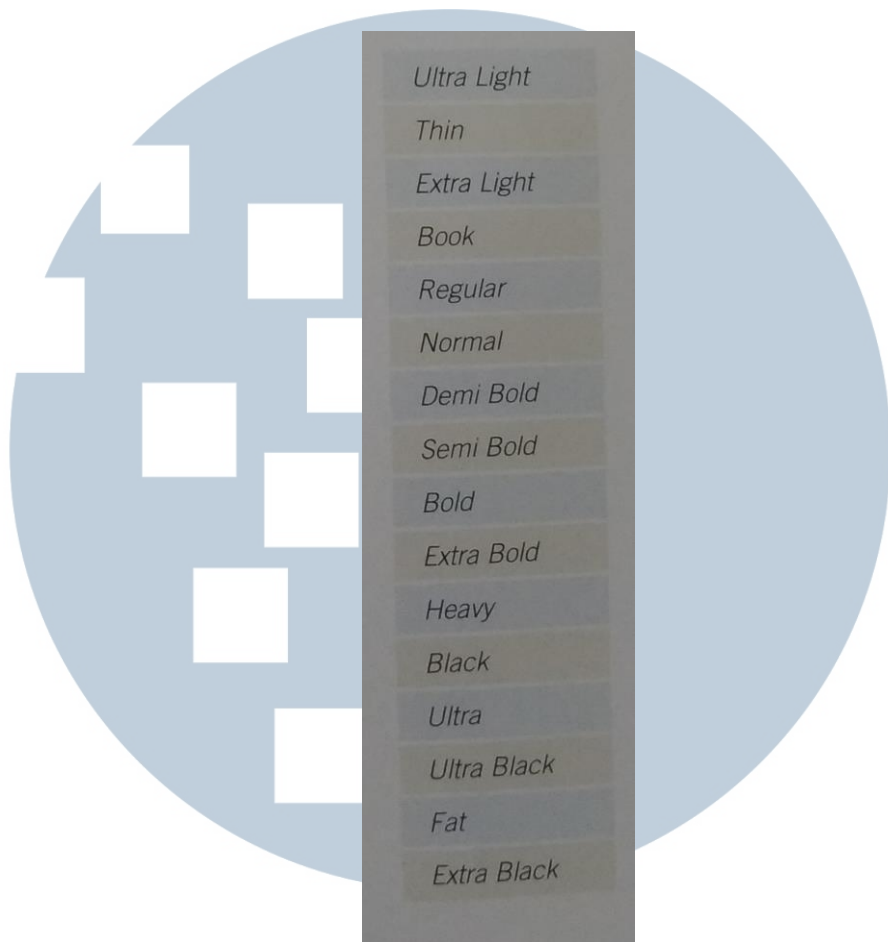 Ultra Light
Thin
Extra Light
Book
Regular
Normal
Demi Bold
Semi Bold
Bold
Extra Bold
Heavy
Black
Ultra
Ultra Black
Fat
Extra Black